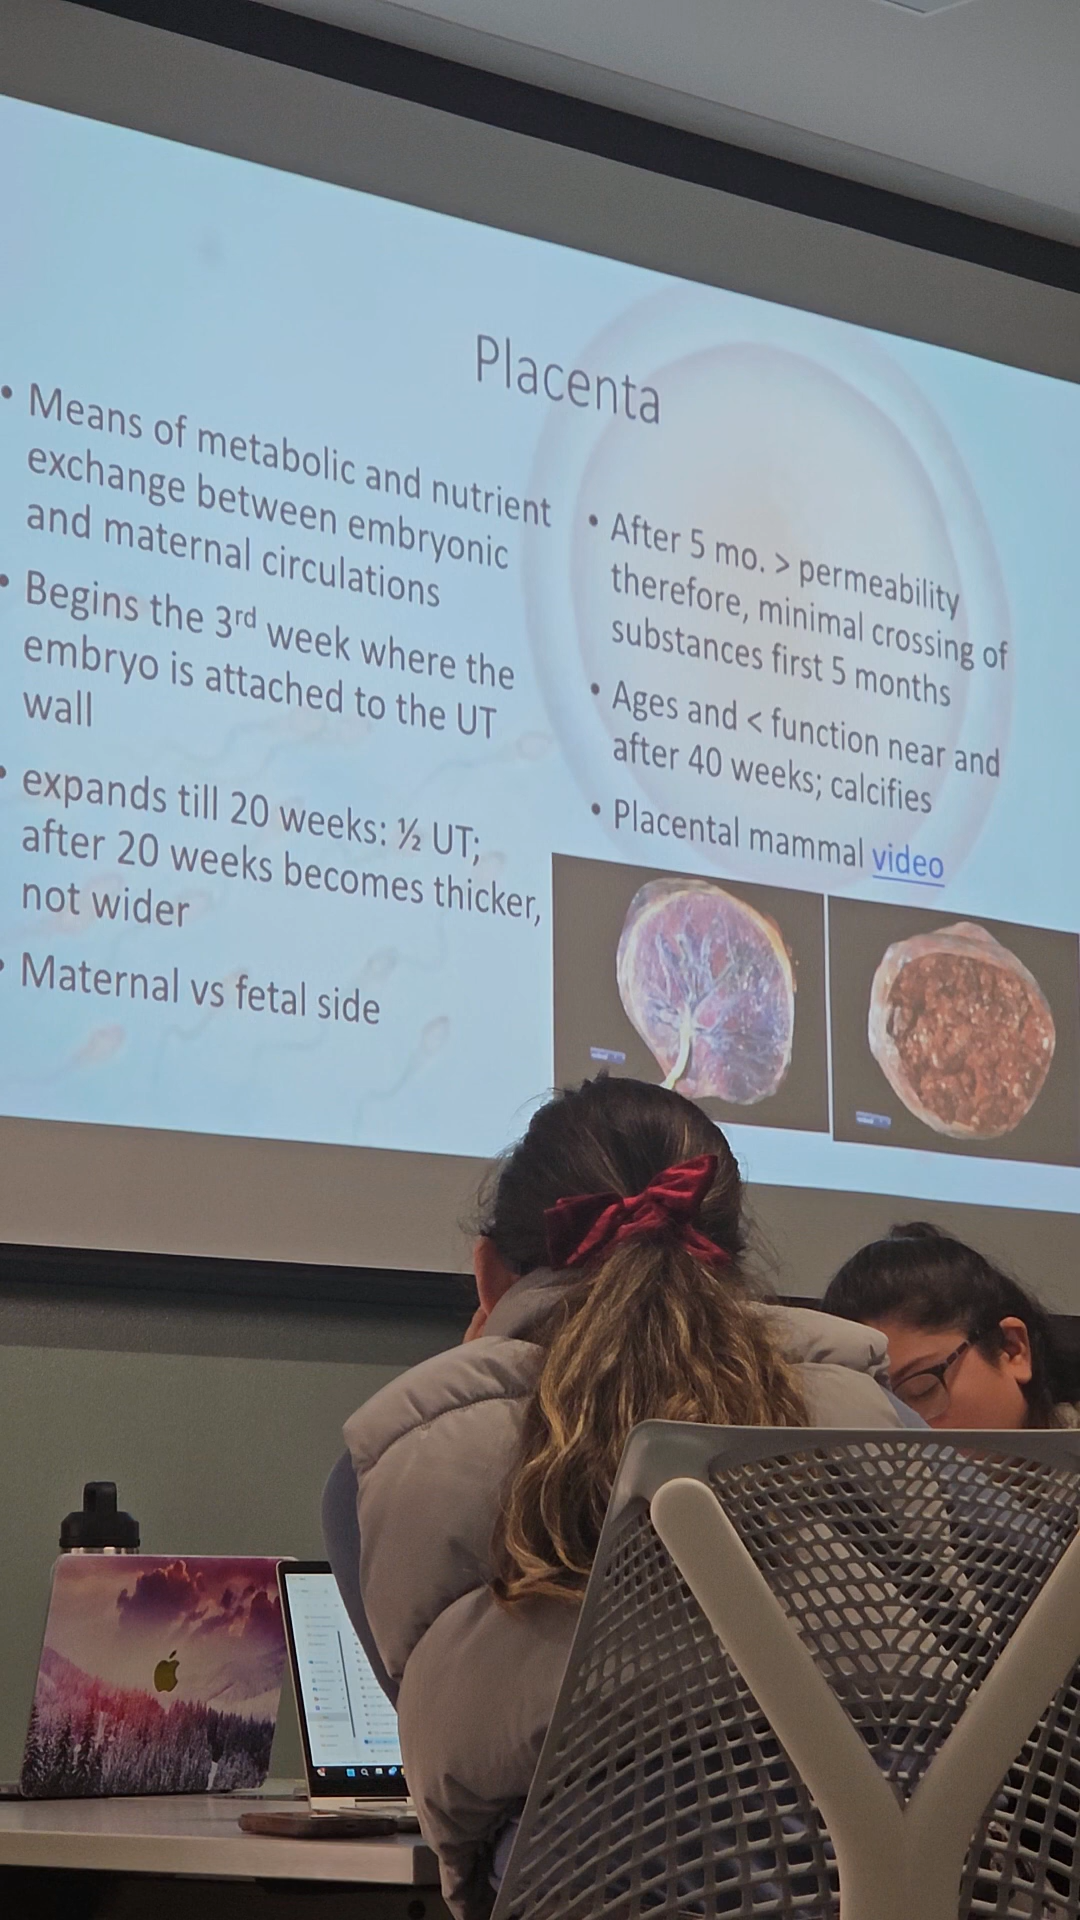 Placenta
• Means of metabolic and nutrient
exchange between embryonic
and maternal circulations
• Begins the 3rd week where the
embryo is attached to the UT
wall
• expands till 20 weeks: ½ UT;
after 20 weeks becomes thicker,
not wider
• Maternal vs fetal side
• After 5 mo. > permeability
therefore, minimal crossing of
substances first 5 months
• Ages and < function near and
after 40 weeks; calcifies
• Placental mammal video